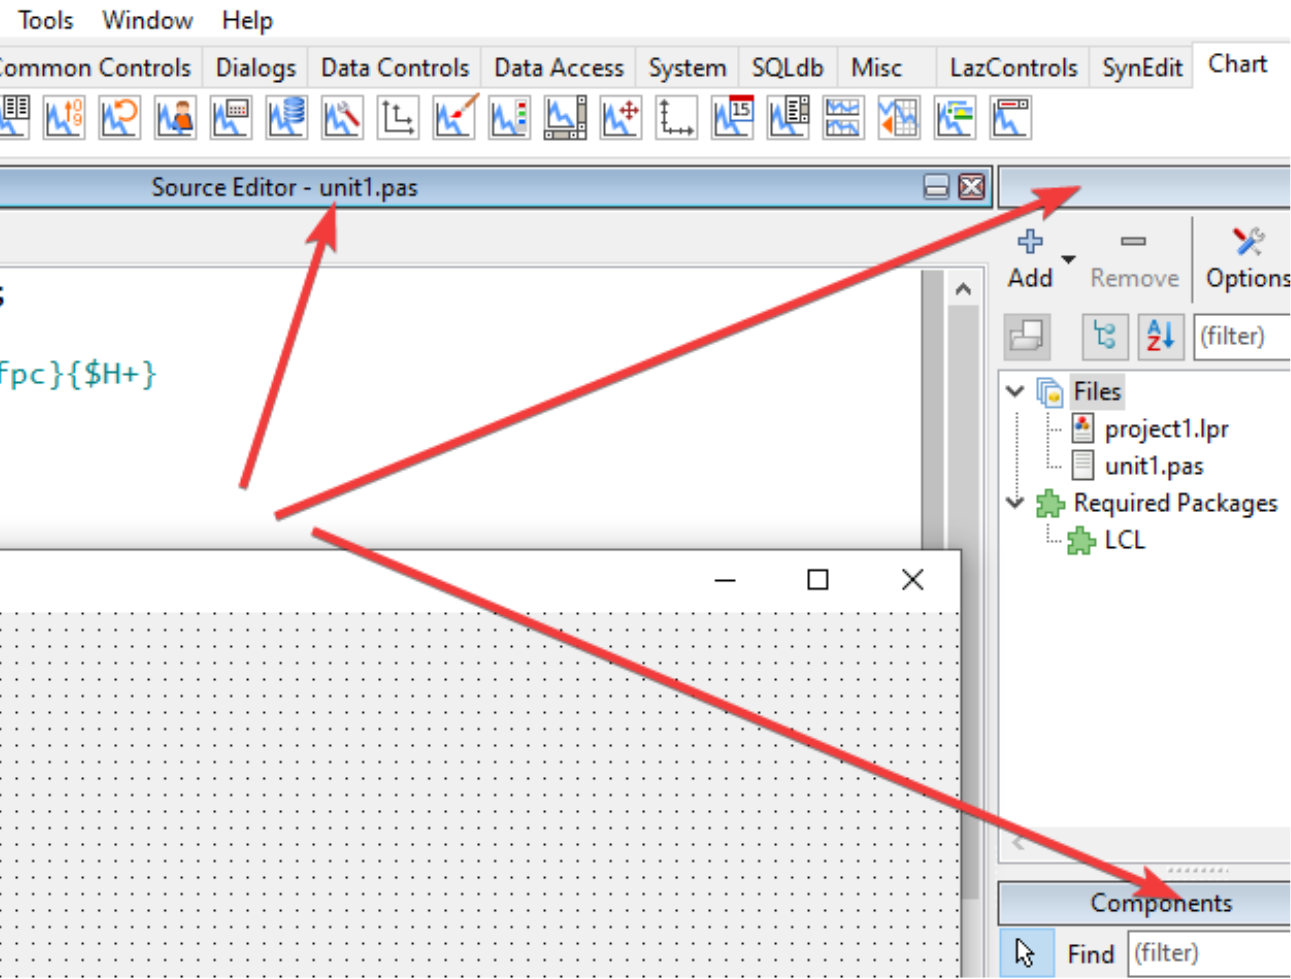 Tools Window Help
Common Controls Dialogs Data Controls Data Access System SQLdb Misc LazControls SynEdit Chart
15
Source Editor - unit1.pas
Add Remove Options
(filter)
;
fpc}{$H+}
Files
project1.lpr
unit1.pas
Required Packages
LCL
Components
Find (filter)